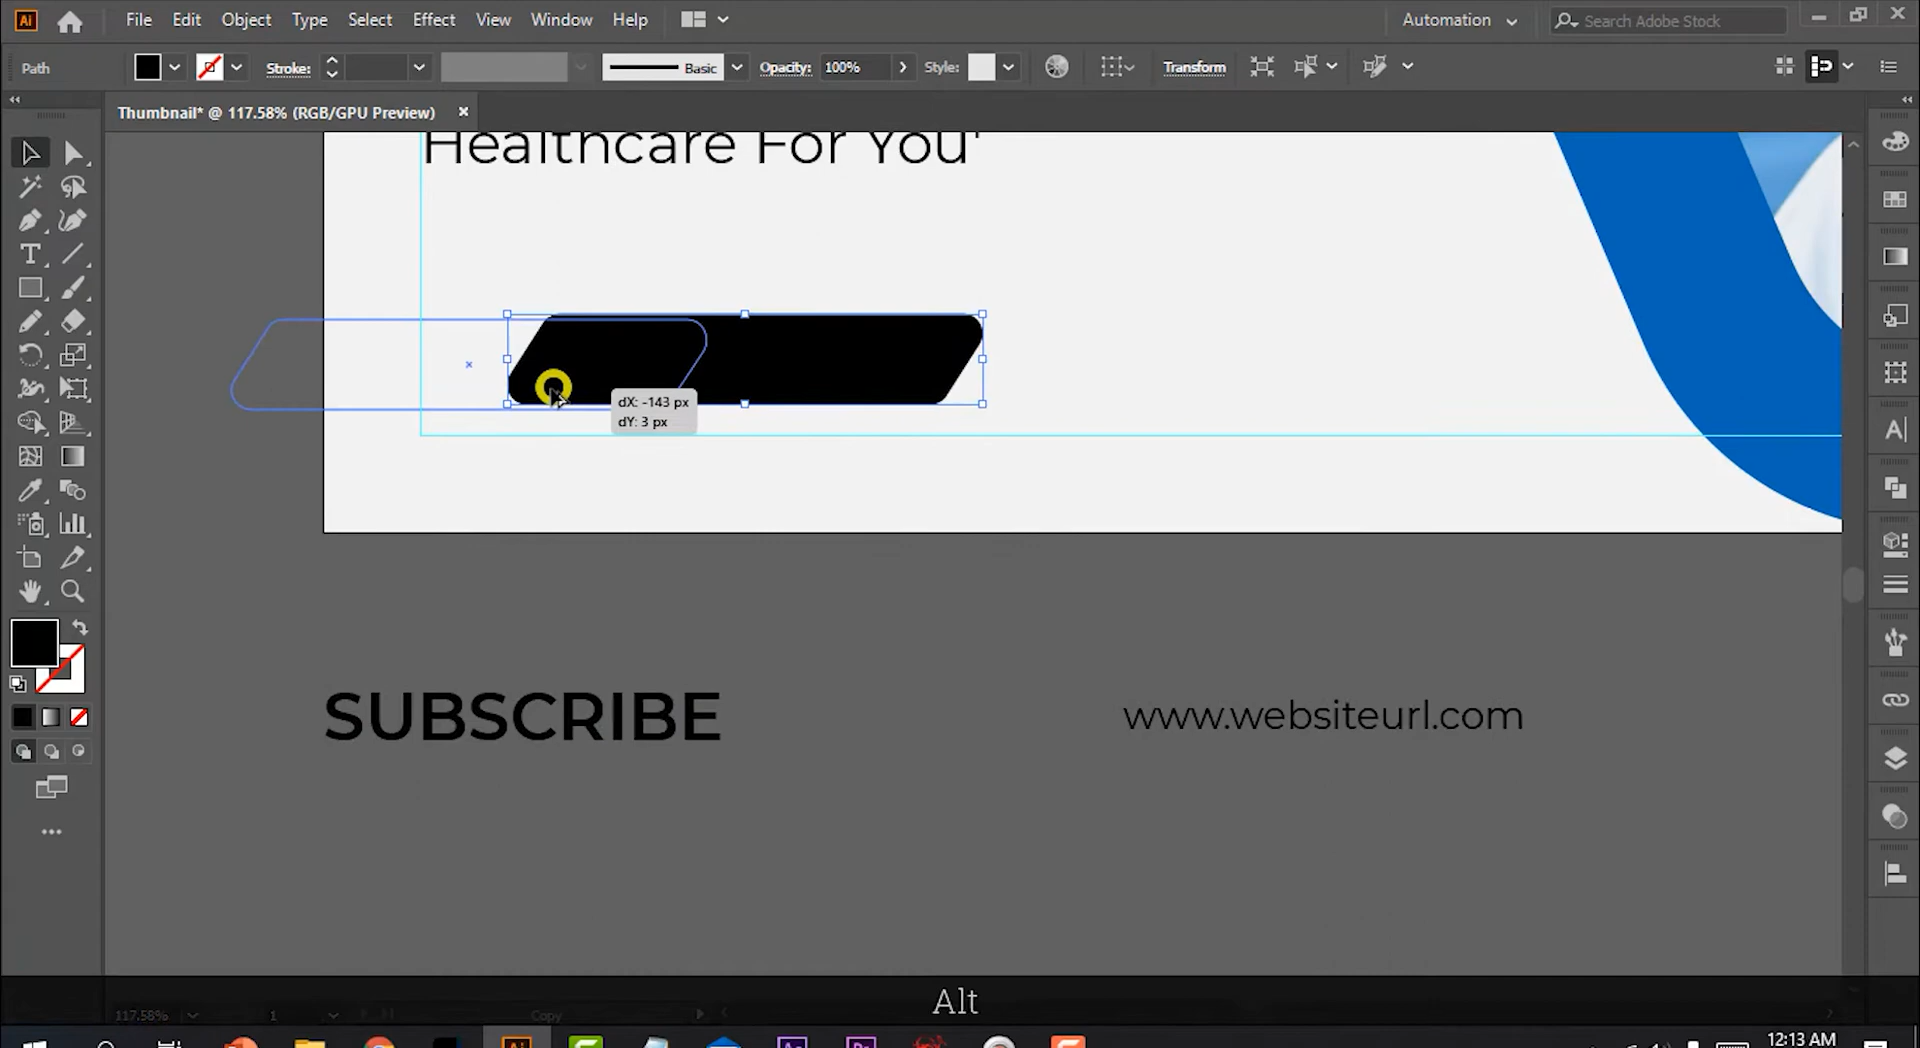 Ai File Edit Object Type Select Effect View Window Help Automation Search Adobe Stock
Path Stroke: Basic Opacity: 100% Style: Transform
Thumbnail* @ 117.58% (RGB/GPU Preview)
Healthcare For You'
dX: -143 px
dY: 3 px
SUBSCRIBE www.websiteurl.com
Alt
117.58% 1 Copy
12:13 AM